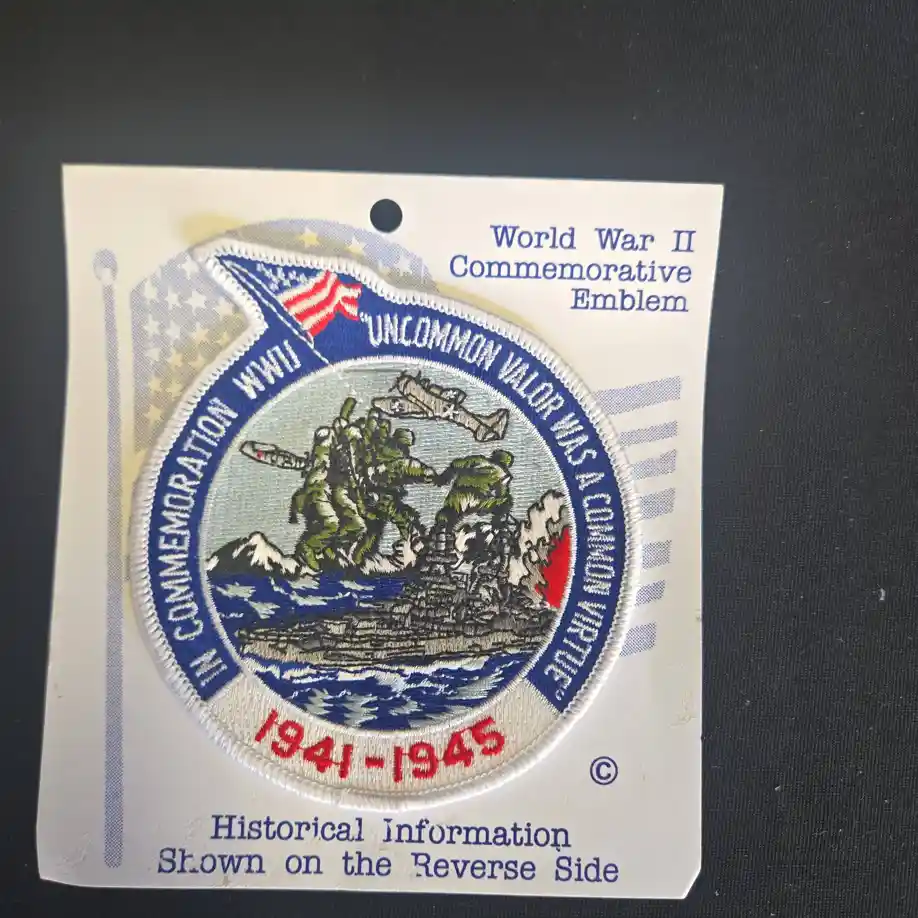 World War II
Commemorative
Emblem
IN COMMEMORATION WWII
"UNCOMMON VALOR WAS A COMMON VIRTUE"
1941-1945
©
Historical Information
Shown on the Reverse Side